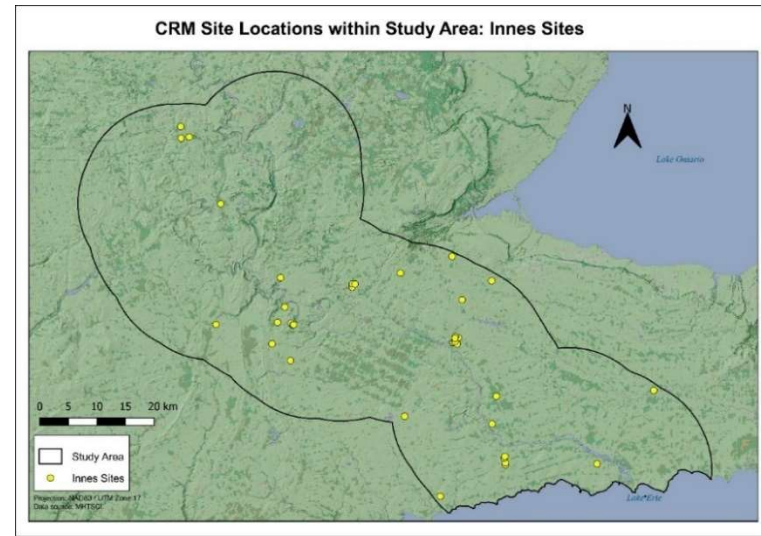 CRM Site Locations within Study Area: Innes Sites
N
Lake Ontario
0 5 10 15 20 km
Study Area
Innes Sites
Projection: NAD83 / UTM Zone 17
Data source: MHTSCI
Lake Erie